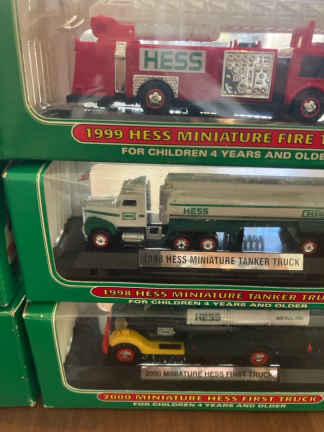 HESS
1999 HESS MINIATURE FIRE T
FOR CHILDREN 4 YEARS AND OLDER
HESS
1998 HESS MINIATURE TANKER TRUCK
1998 HESS MINIATURE TANKER TRU
FOR CHILDREN 4 YEARS AND OLDE
HESS
2000 MINIATURE HESS FIRST TRUCK
2000 MINIATURE HESS FIRST TRUCK
FOR CHILDREN 4 YEARS AND OLDER